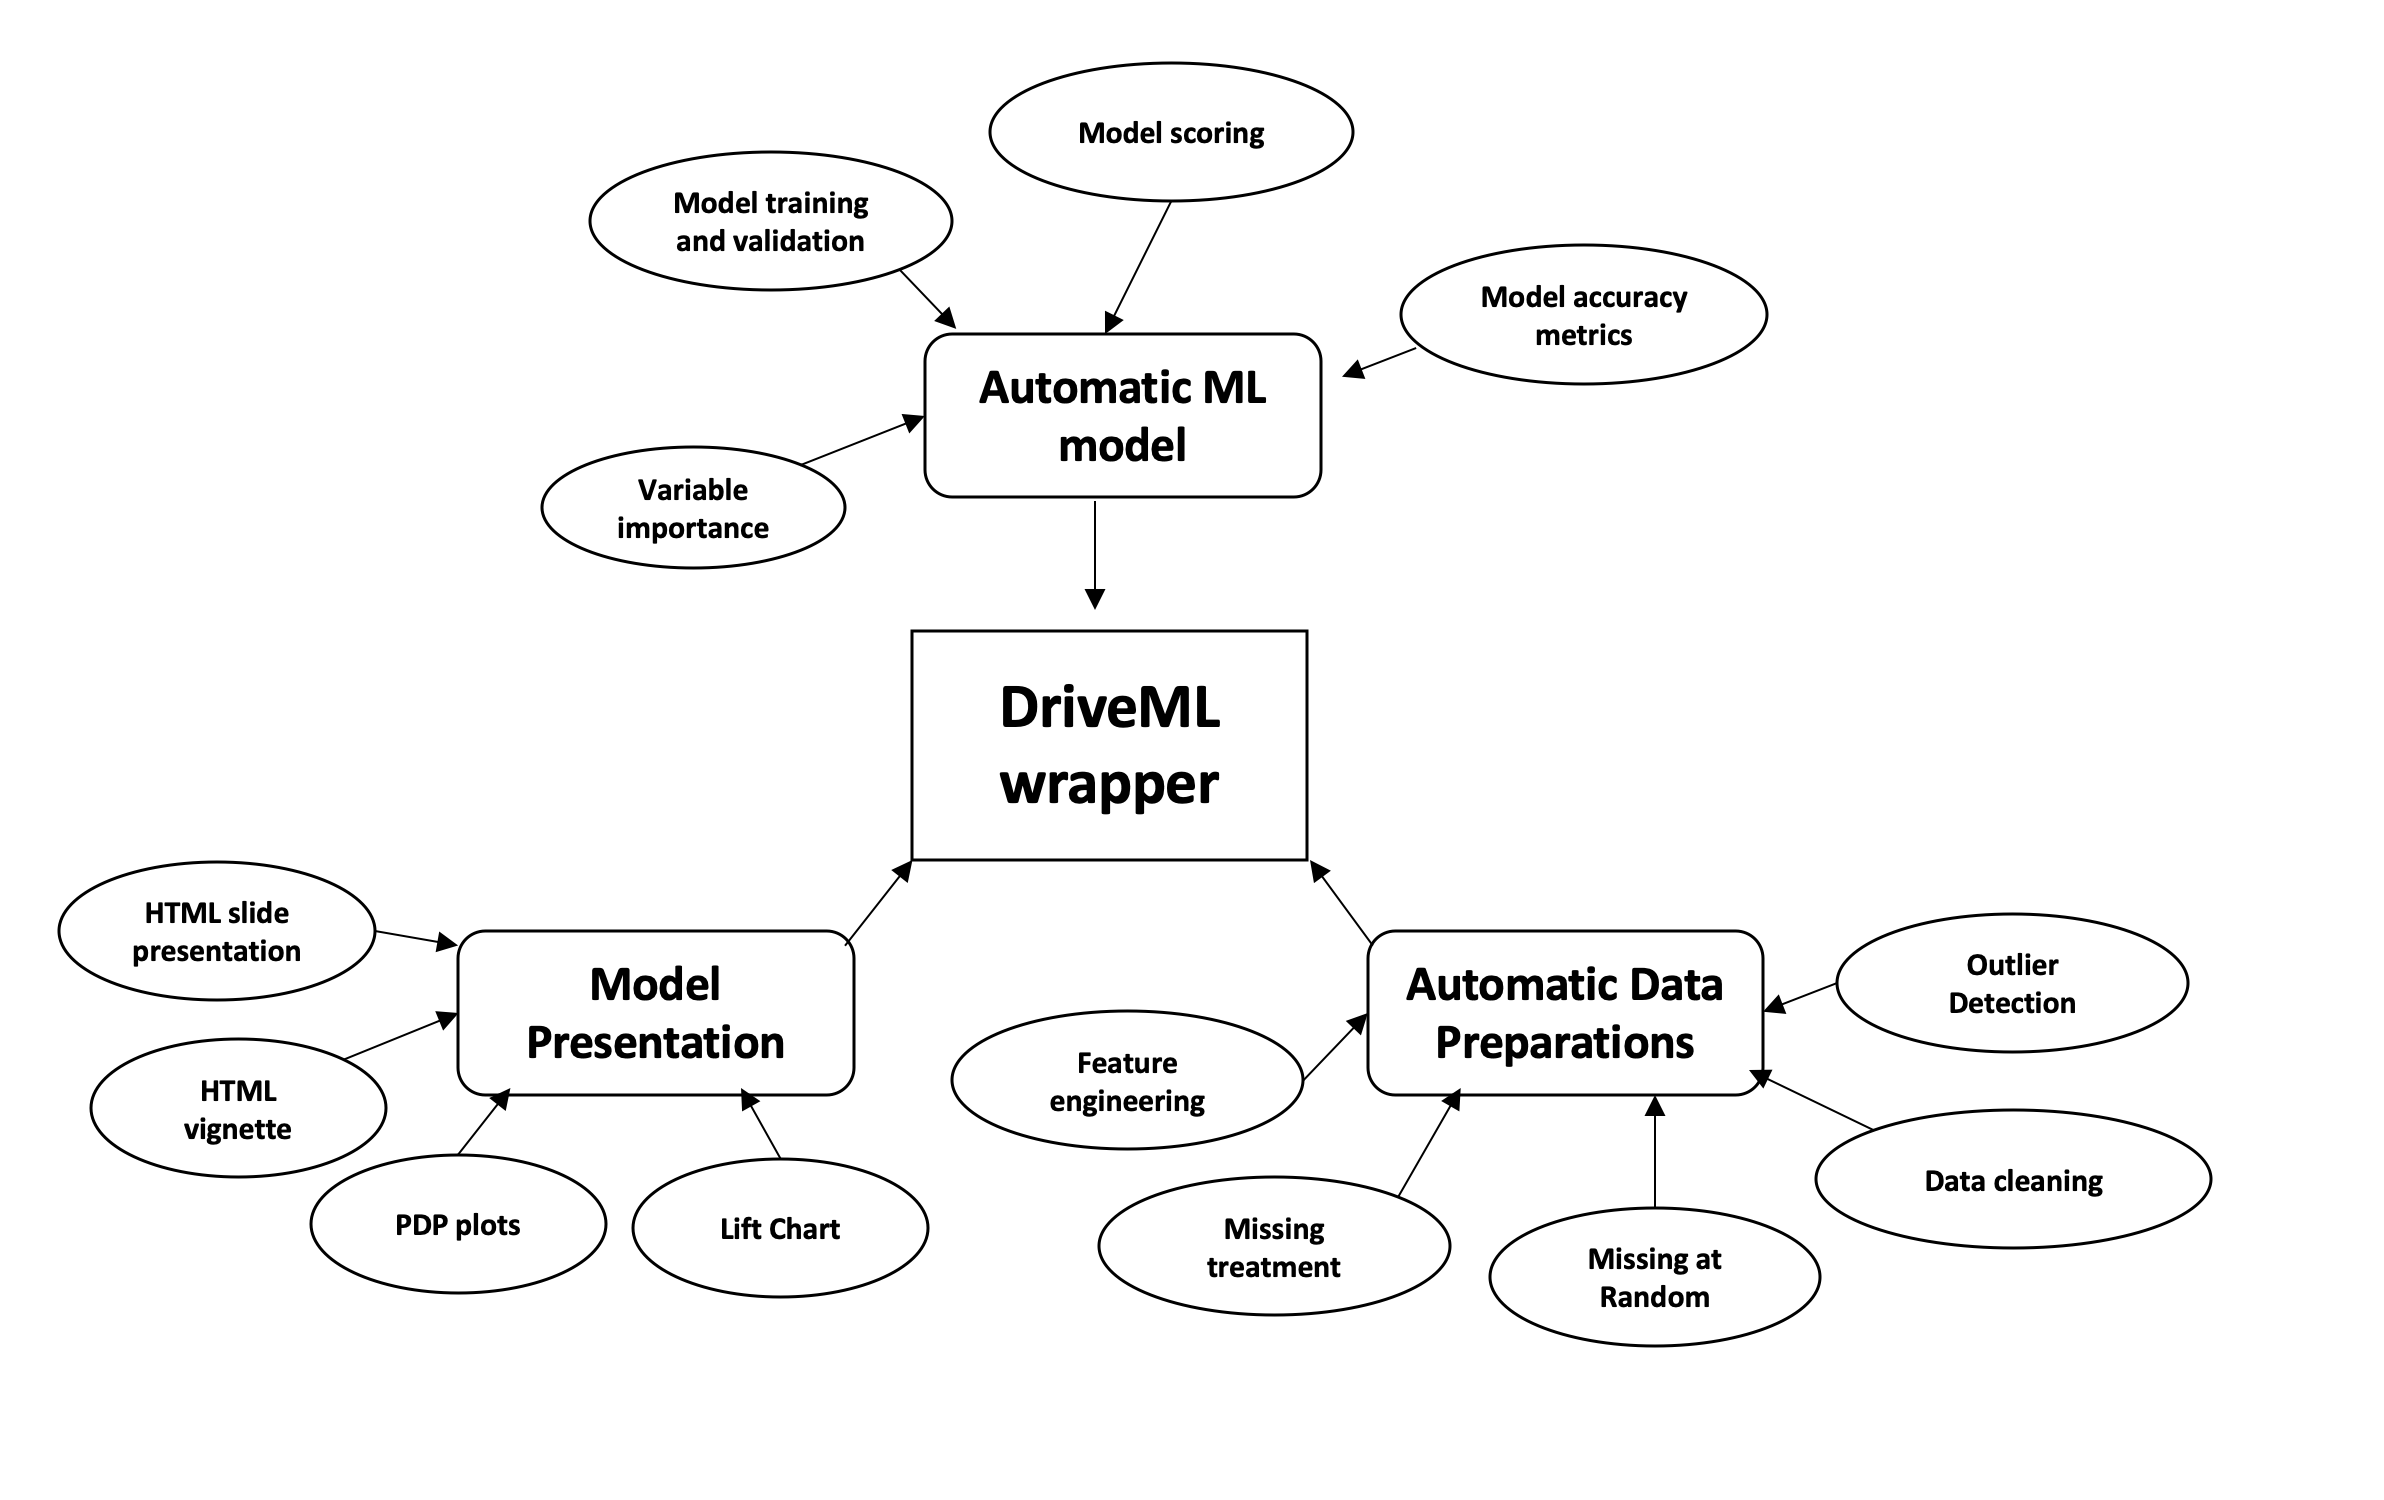 Model scoring
Model training
and validation
Model accuracy
metrics
Automatic ML
model
Variable
importance
DriveML
wrapper
HTML slide
presentation
Model
Presentation
HTML
vignette
PDP plots
Lift Chart
Automatic Data
Preparations
Outlier
Detection
Feature
engineering
Data cleaning
Missing
treatment
Missing at
Random